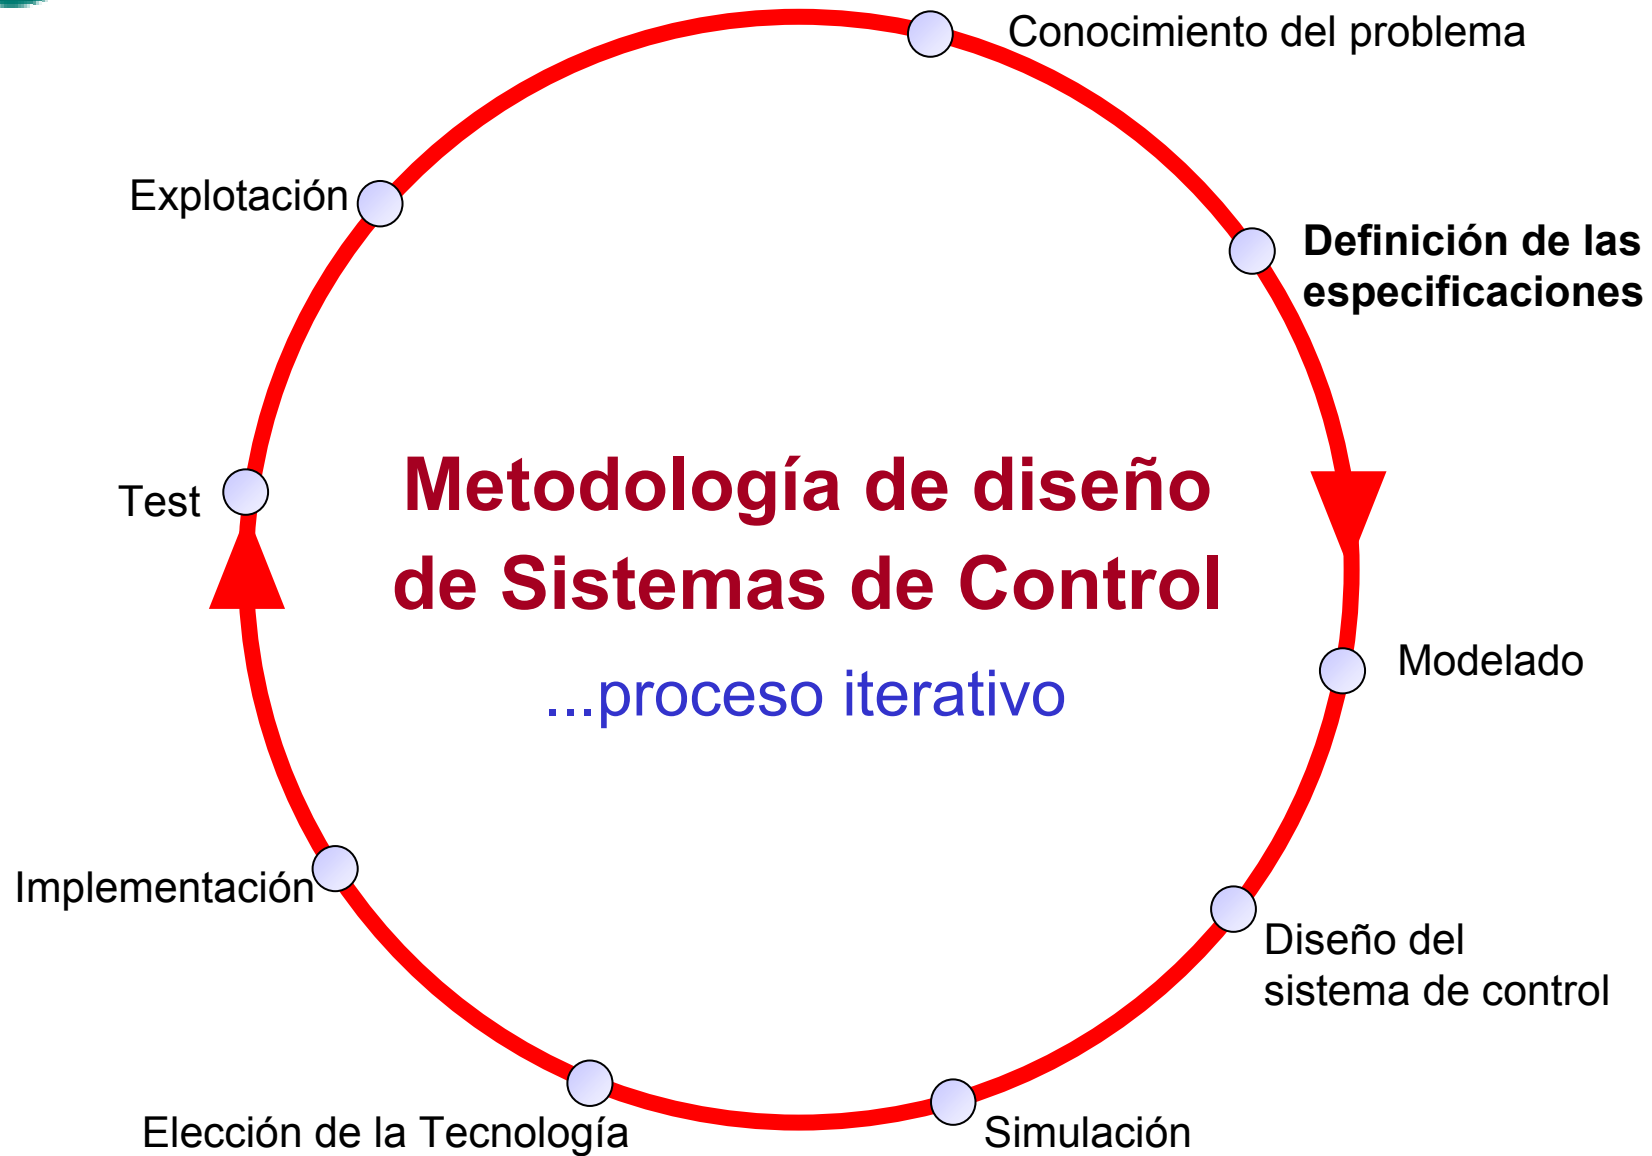 Conocimiento del problema
Explotación
Definición de las
especificaciones
Metodología de diseño
de Sistemas de Control
...proceso iterativo
Test
Modelado
Implementación
Diseño del
sistema de control
Elección de la Tecnología
Simulación